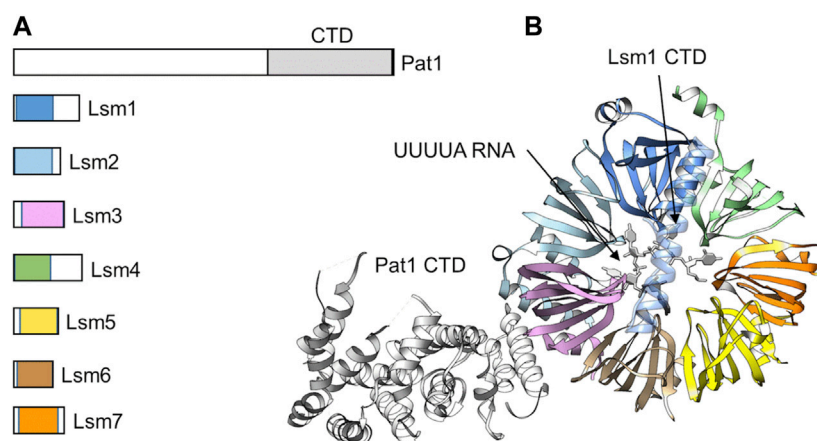 A
CTD
Pat1
Lsm1
Lsm2
Lsm3
Lsm4
Lsm5
Lsm6
Lsm7
B
Lsm1 CTD
UUUUA RNA
Pat1 CTD